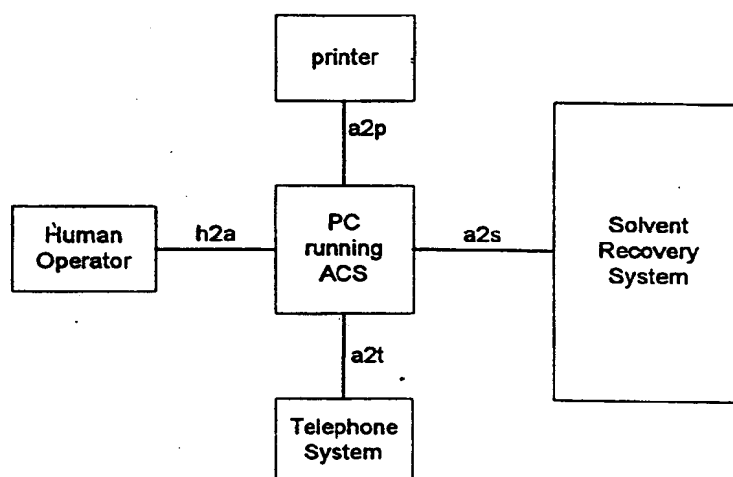 printer
a2p
Human
Operator
h2a
PC
running
ACS
a2s
Solvent
Recovery
System
a2t
Telephone
System